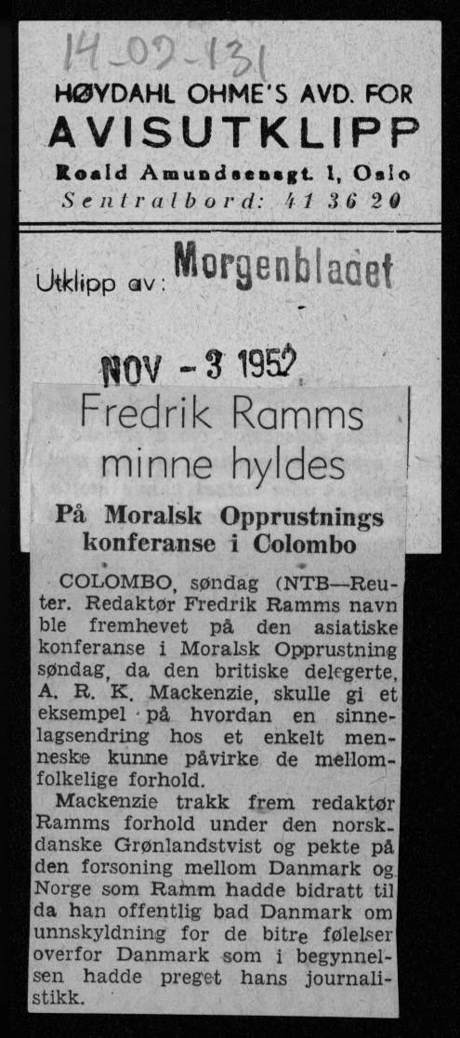 14-09-131
HØYDAHL OHME'S AVD. FOR
AVISUTKLIPP
Roald Amundsensgt. 1, Oslo
Sentralbord: 41 36 20
Utklipp av: Morgenbladet
NOV - 3 1952
Fredrik Ramms
minne hyldes
På Moralsk Opprustnings
konferanse i Colombo
COLOMBO, søndag (NTB—Reu-
ter. Redaktør Fredrik Ramms navn
ble fremhevet på den asiatiske
konferanse i Moralsk Opprustning
søndag, da den britiske delegerte,
A. R. K. Mackenzie, skulle gi et
eksempel på hvordan en sinne-
lagsendring hos et enkelt men-
neske kunne påvirke de mellom-
folkelige forhold.
Mackenzie trakk frem redaktør
Ramms forhold under den norsk-
danske Grønlandstvist og pekte på
den forsoning mellom Danmark og
Norge som Ramm hadde bidratt til
da han offentlig bad Danmark om
unnskyldning for de bitre følelser
overfor Danmark som i begynnel-
sen hadde preget hans journali-
stikk.